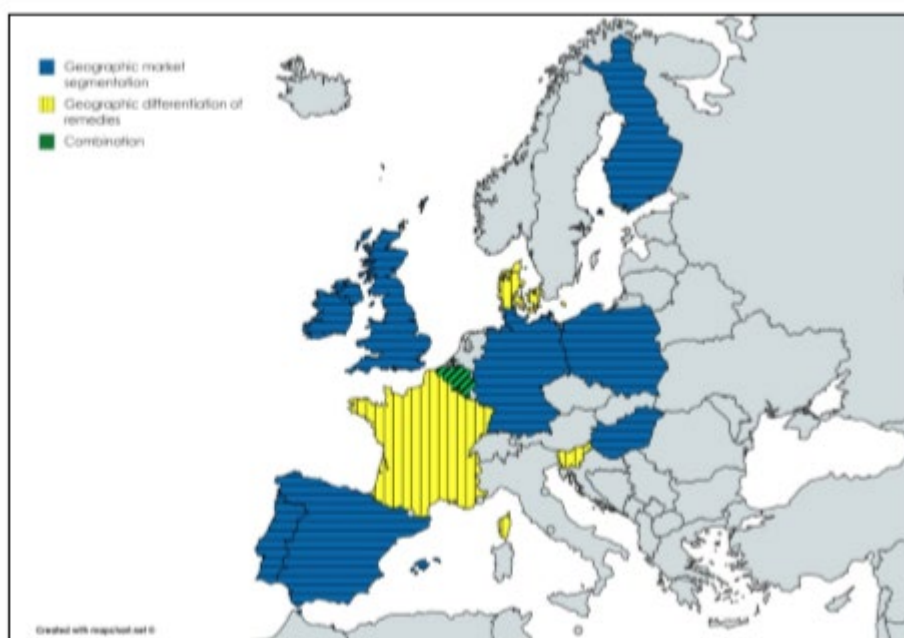 Geographic market
segmentation
Geographic differentiation of
remedies
Combination
Created with mapchart.net ©